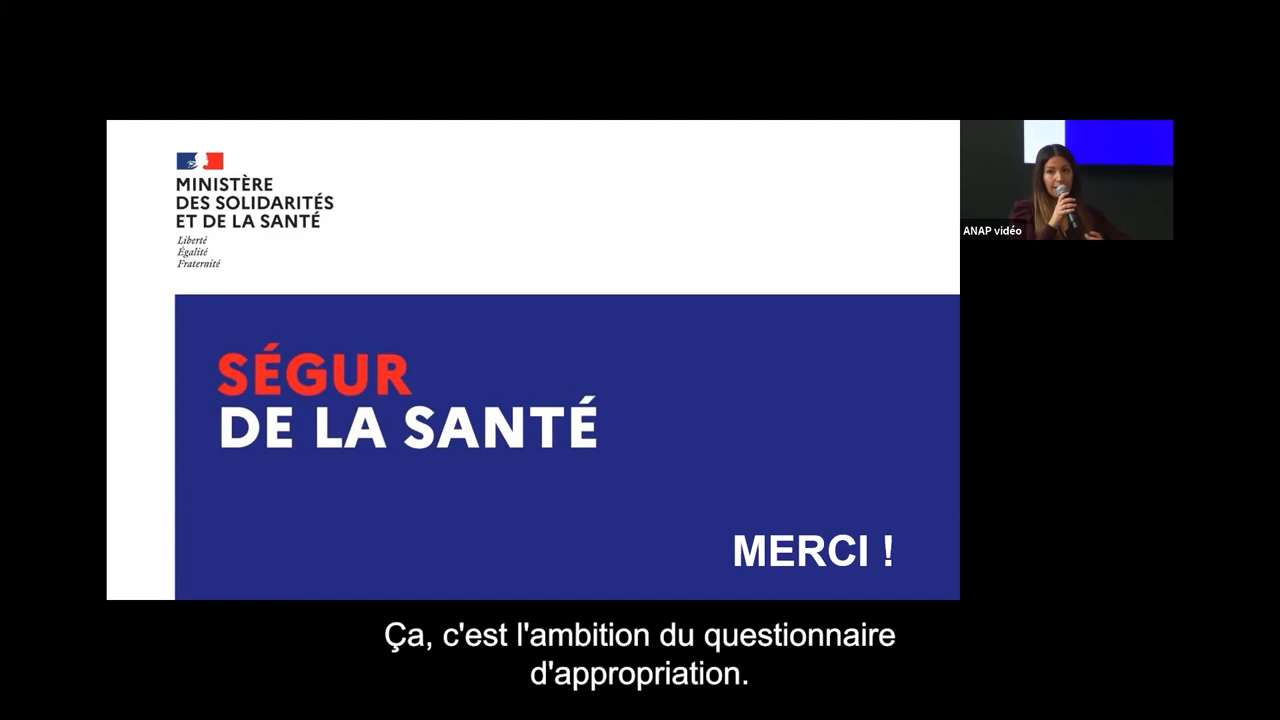 MINISTÈRE
DES SOLIDARITÉS
ET DE LA SANTÉ
Liberté
Égalité
Fraternité
ANAP vidéo
SÉGUR
DE LA SANTÉ
MERCI !
Ça, c'est l'ambition du questionnaire
d'appropriation.